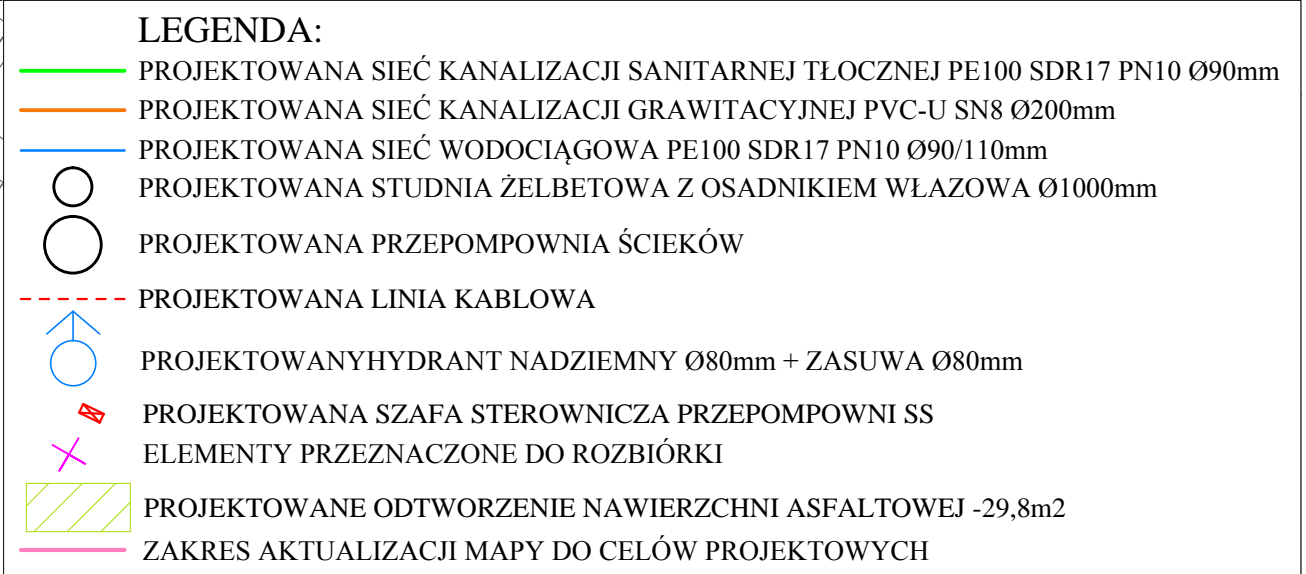 LEGENDA:
PROJEKTOWANA SIEĆ KANALIZACJI SANITARNEJ TŁOCZNEJ PE100 SDR17 PN10 Ø90mm
PROJEKTOWANA SIEĆ KANALIZACJI GRAWITACYJNEJ PVC-U SN8 Ø200mm
PROJEKTOWANA SIEĆ WODOCIĄGOWA PE100 SDR17 PN10 Ø90/110mm
PROJEKTOWANA STUDNIA ŻELBETOWA Z OSADNIKIEM WŁAZOWA Ø1000mm
PROJEKTOWANA PRZEPOMPOWNIA ŚCIEKÓW
PROJEKTOWANA LINIA KABLOWA
PROJEKTOWANYHYDRANT NADZIEMNY Ø80mm + ZASUWA Ø80mm
PROJEKTOWANA SZAFA STEROWNICZA PRZEPOMPOWNI SS
ELEMENTY PRZEZNACZONE DO ROZBIÓRKI
PROJEKTOWANE ODTWORZENIE NAWIERZCHNI ASFALTOWEJ -29,8m2
ZAKRES AKTUALIZACJI MAPY DO CELÓW PROJEKTOWYCH